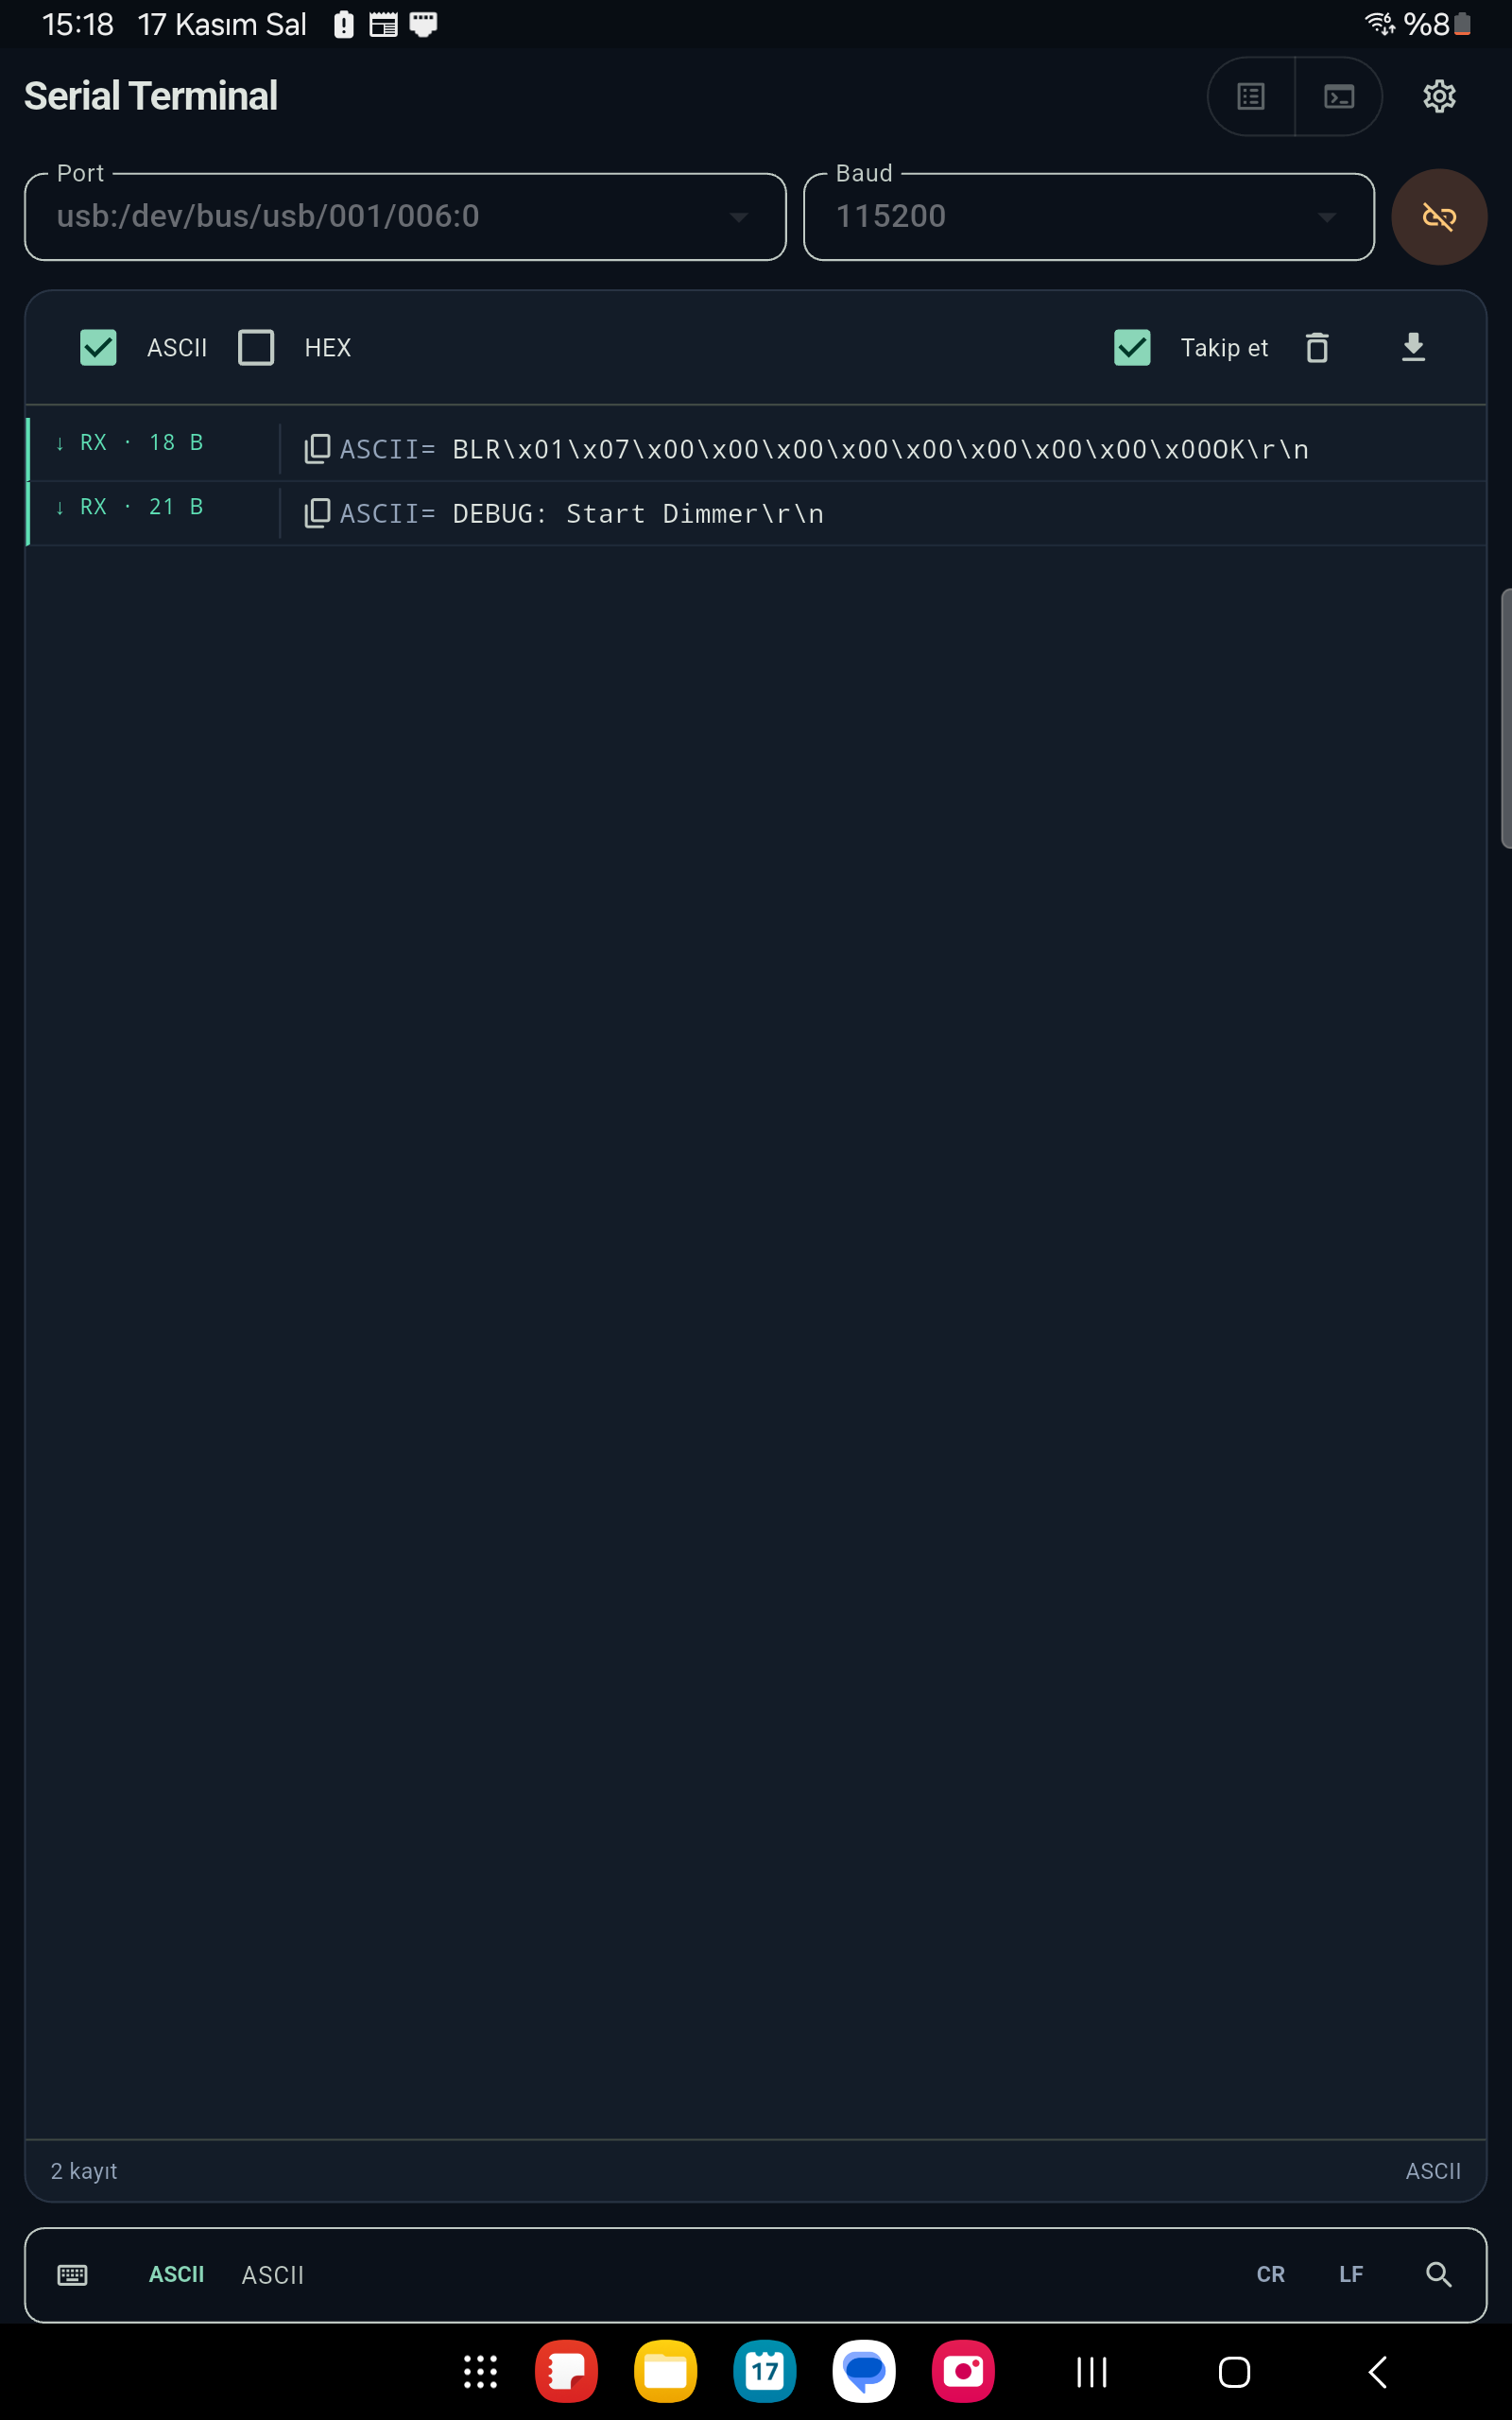 15:18 17 Kasım Sal %8
Serial Terminal
Port
usb:/dev/bus/usb/001/006:0
Baud
115200
ASCII HEX Takip et
↓ RX · 18 B ASCII= BLR\x01\x07\x00\x00\x00\x00\x00\x00\x00\x00\x00OK\r\n
↓ RX · 21 B ASCII= DEBUG: Start Dimmer\r\n
2 kayıt ASCII
ASCII ASCII CR LF
17